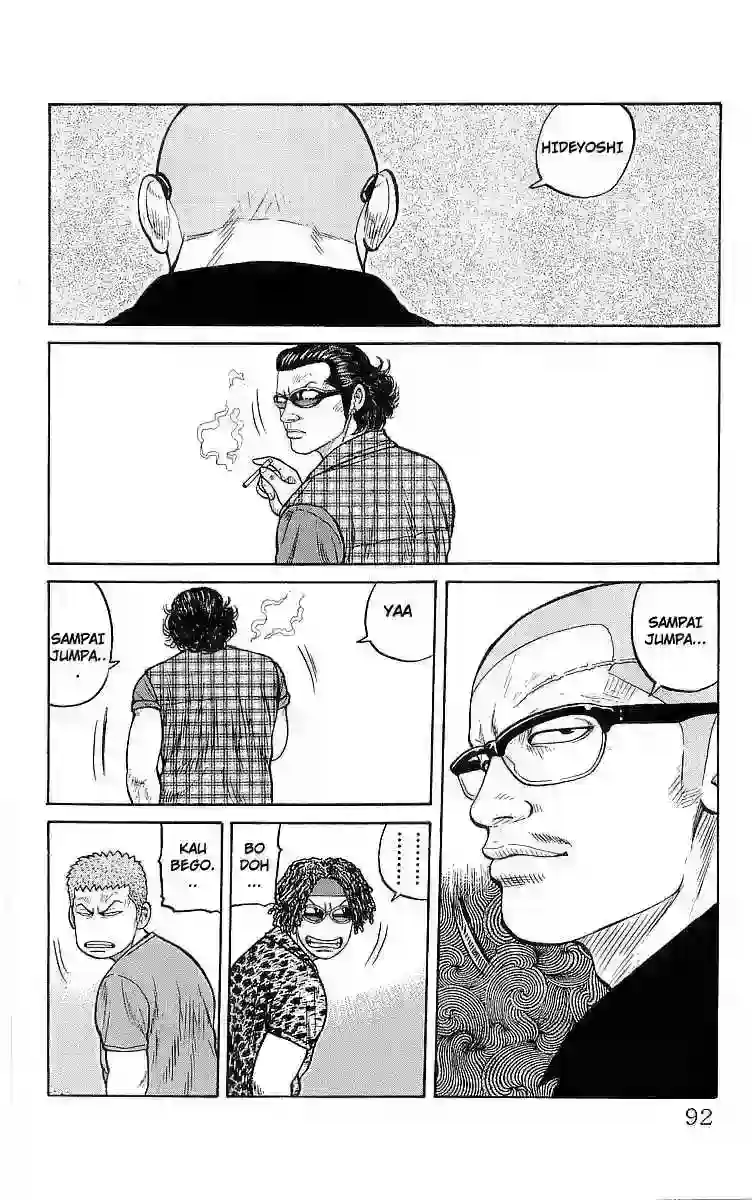 HIDEYOSHI
YAA
SAMPAI
JUMPA..
.
SAMPAI
JUMPA...
KAU
BEGO.
..
BO
DOH
...
........
92